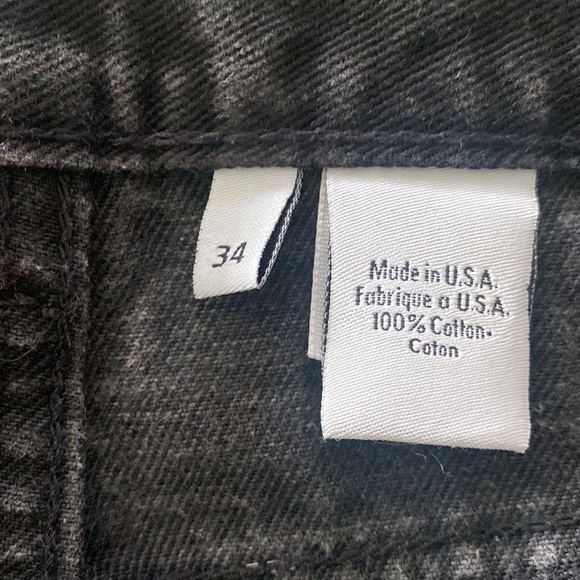 34
Made in U.S.A.
Fabrique a U.S.A.
100% Cotton•
Coton